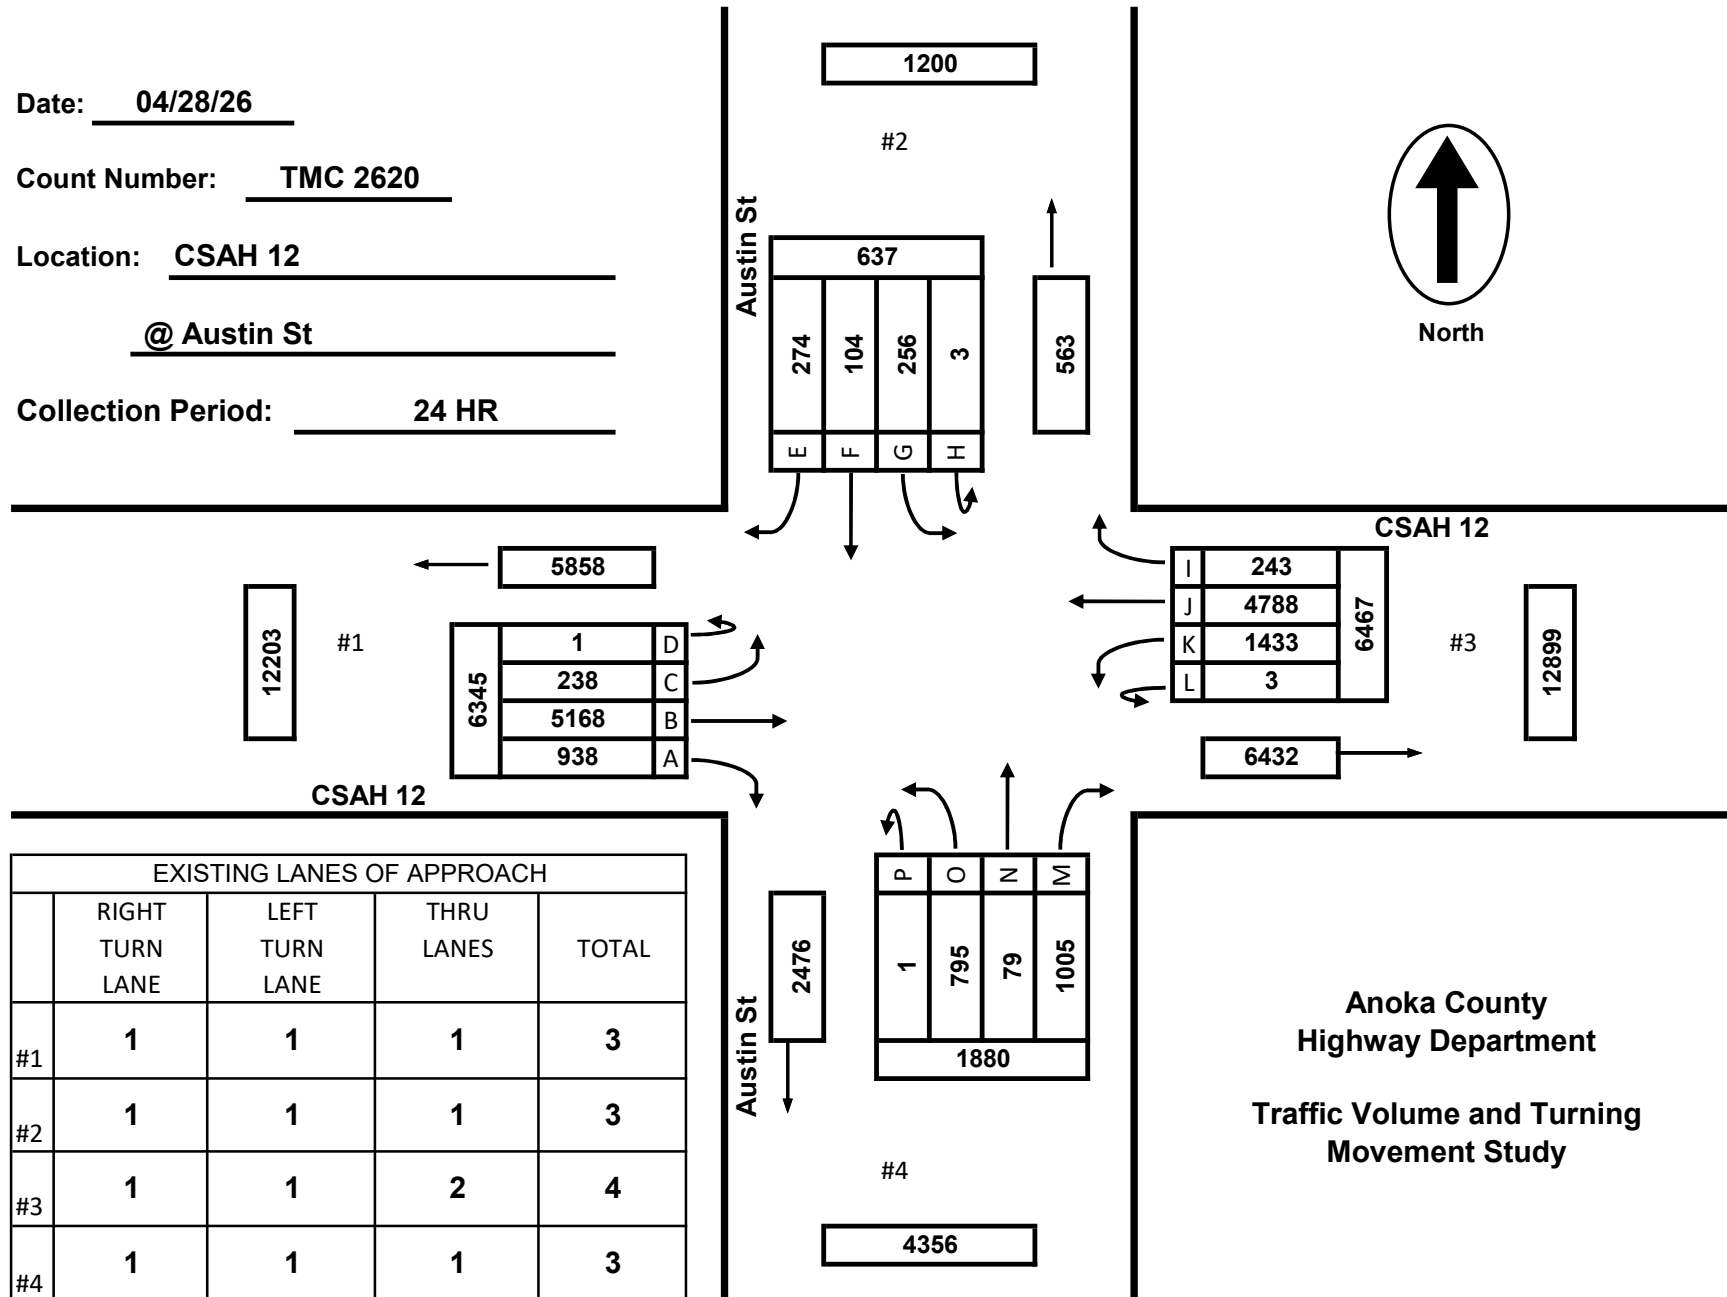 Date: 04/28/26
Count Number: TMC 2620
Location: CSAH 12
@ Austin St
Collection Period: 24 HR
1200
#2
Austin St
637
274 104 256 3
E F G H
563
North
CSAH 12
5858
12203
#1
6345
1 D
238 C
5168 B
938 A
CSAH 12
I 243
J 4788
K 1433
L 3
6467
#3
12899
6432
EXISTING LANES OF APPROACH
RIGHT TURN LANE
LEFT TURN LANE
THRU LANES
TOTAL
#1 1 1 1 3
#2 1 1 1 3
#3 1 1 2 4
#4 1 1 1 3
2476
Austin St
P O N M
1 795 79 1005
1880
#4
4356
Anoka County
Highway Department
Traffic Volume and Turning
Movement Study